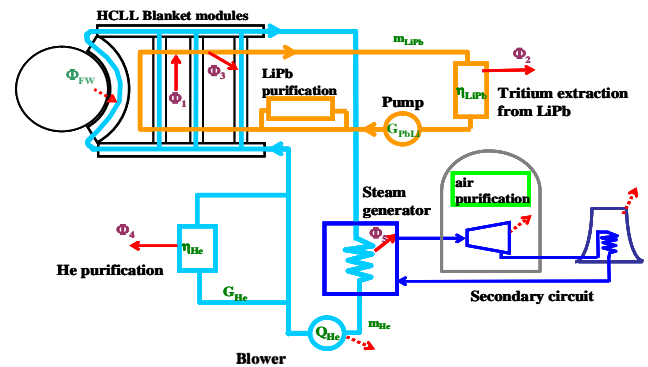 HCLL Blanket modules
m_LiPb
Φ_FW
Φ_1
Φ_3
Φ_2
LiPb
purification
η_LiPb
Tritium extraction
from LiPb
Pump
G_PbLi
Steam
generator
air
purification
Φ_4
Φ_5
η_He
He purification
G_He
Secondary circuit
m_He
Q_He
Blower